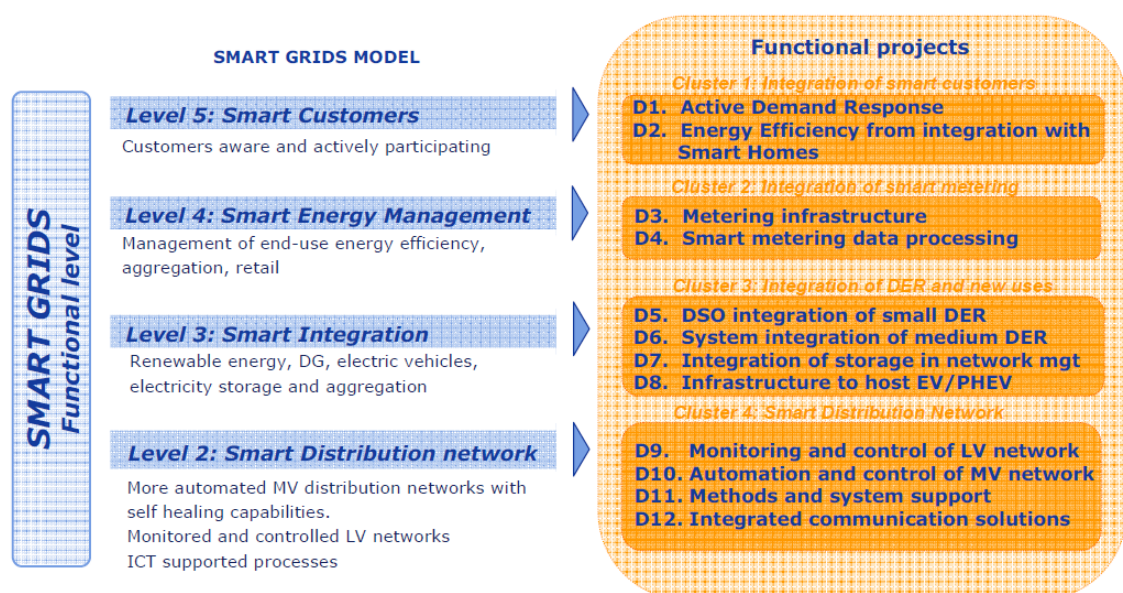 SMART GRIDS
Functional level
SMART GRIDS MODEL
Level 5: Smart Customers
Customers aware and actively participating
Level 4: Smart Energy Management
Management of end-use energy efficiency,
aggregation, retail
Level 3: Smart Integration
Renewable energy, DG, electric vehicles,
electricity storage and aggregation
Level 2: Smart Distribution network
More automated MV distribution networks with
self healing capabilities.
Monitored and controlled LV networks
ICT supported processes
Functional projects
Cluster 1: Integration of smart customers
D1. Active Demand Response
D2. Energy Efficiency from integration with
Smart Homes
Cluster 2: Integration of smart metering
D3. Metering infrastructure
D4. Smart metering data processing
Cluster 3: Integration of DER and new uses
D5. DSO integration of small DER
D6. System integration of medium DER
D7. Integration of storage in network mgt
D8. Infrastructure to host EV/PHEV
Cluster 4: Smart Distribution Network
D9. Monitoring and control of LV network
D10. Automation and control of MV network
D11. Methods and system support
D12. Integrated communication solutions